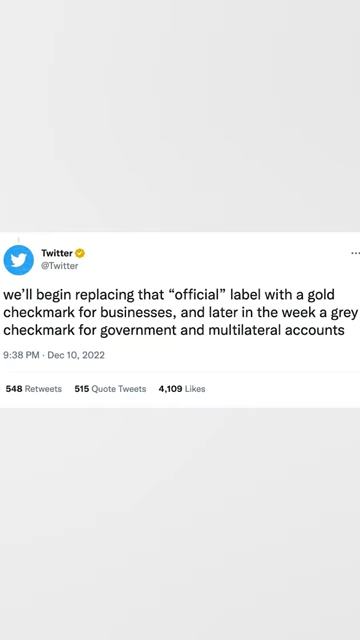 Twitter
@Twitter
we’ll begin replacing that “official” label with a gold
checkmark for businesses, and later in the week a grey
checkmark for government and multilateral accounts
9:38 PM · Dec 10, 2022
548 Retweets 515 Quote Tweets 4,109 Likes